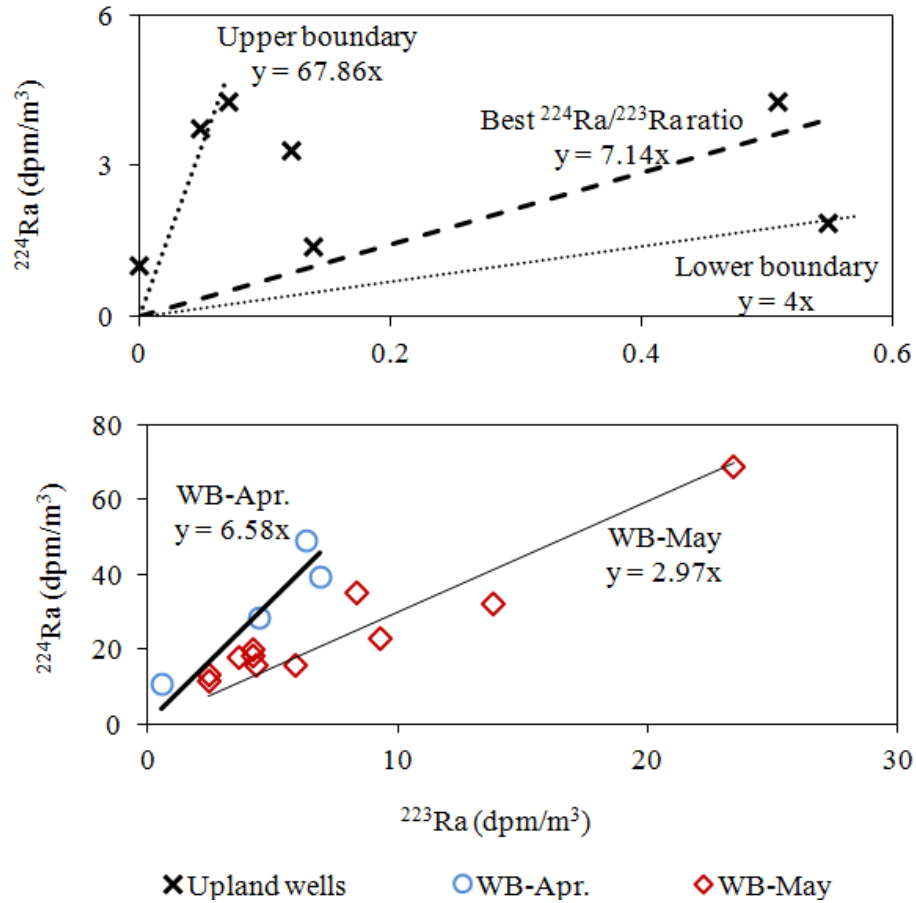 6
Upper boundary
y = 67.86x
Best ²²⁴Ra/²²³Ra ratio
y = 7.14x
3
²²⁴Ra (dpm/m³)
Lower boundary
y = 4x
0
0 0.2 0.4 0.6
80
WB-Apr.
y = 6.58x
60
WB-May
y = 2.97x
40
²²⁴Ra (dpm/m³)
20
0
0 10 20 30
²²³Ra (dpm/m³)
Upland wells WB-Apr. WB-May